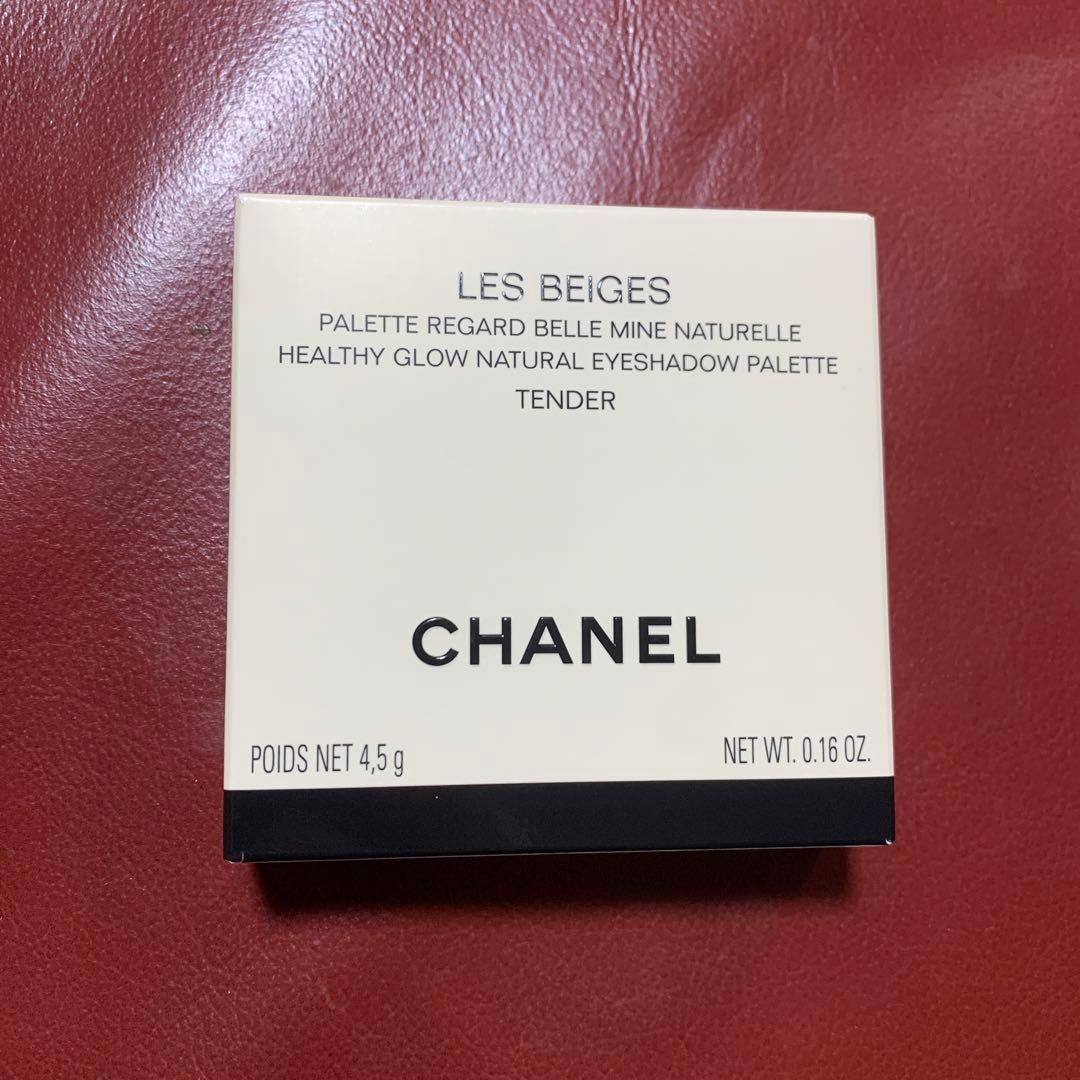 LES BEIGES
PALETTE REGARD BELLE MINE NATURELLE
HEALTHY GLOW NATURAL EYESHADOW PALETTE
TENDER
CHANEL
POIDS NET 4,5 g NET WT. 0.16 OZ.